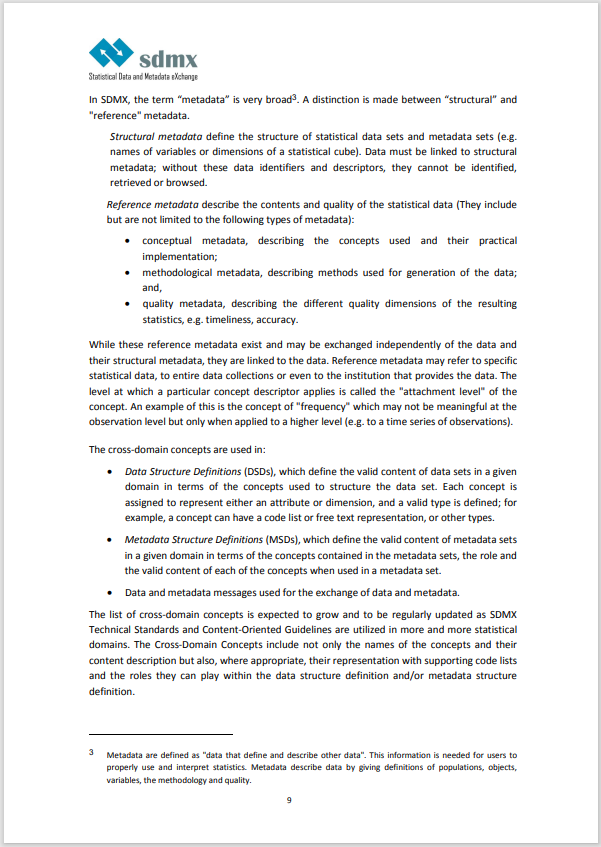 sdmx
Statistical Data and Metadata eXchange
In SDMX, the term “metadata” is very broad3. A distinction is made between “structural” and
"reference" metadata.
Structural metadata define the structure of statistical data sets and metadata sets (e.g.
names of variables or dimensions of a statistical cube). Data must be linked to structural
metadata; without these data identifiers and descriptors, they cannot be identified,
retrieved or browsed.
Reference metadata describe the contents and quality of the statistical data (They include
but are not limited to the following types of metadata):
• conceptual metadata, describing the concepts used and their practical
implementation;
• methodological metadata, describing methods used for generation of the data;
and,
• quality metadata, describing the different quality dimensions of the resulting
statistics, e.g. timeliness, accuracy.
While these reference metadata exist and may be exchanged independently of the data and
their structural metadata, they are linked to the data. Reference metadata may refer to specific
statistical data, to entire data collections or even to the institution that provides the data. The
level at which a particular concept descriptor applies is called the "attachment level" of the
concept. An example of this is the concept of "frequency" which may not be meaningful at the
observation level but only when applied to a higher level (e.g. to a time series of observations).
The cross-domain concepts are used in:
• Data Structure Definitions (DSDs), which define the valid content of data sets in a given
domain in terms of the concepts used to structure the data set. Each concept is
assigned to represent either an attribute or dimension, and a valid type is defined; for
example, a concept can have a code list or free text representation, or other types.
• Metadata Structure Definitions (MSDs), which define the valid content of metadata sets
in a given domain in terms of the concepts contained in the metadata sets, the role and
the valid content of each of the concepts when used in a metadata set.
• Data and metadata messages used for the exchange of data and metadata.
The list of cross-domain concepts is expected to grow and to be regularly updated as SDMX
Technical Standards and Content-Oriented Guidelines are utilized in more and more statistical
domains. The Cross-Domain Concepts include not only the names of the concepts and their
content description but also, where appropriate, their representation with supporting code lists
and the roles they can play within the data structure definition and/or metadata structure
definition.
3 Metadata are defined as "data that define and describe other data". This information is needed for users to
properly use and interpret statistics. Metadata describe data by giving definitions of populations, objects,
variables, the methodology and quality.
9